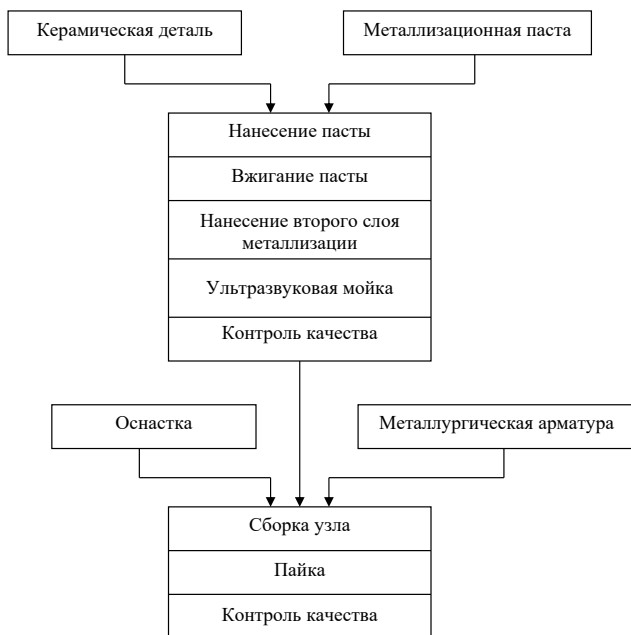 Керамическая деталь
Металлизационная паста
Нанесение пасты
Вжигание пасты
Нанесение второго слоя
металлизации
Ультразвуковая мойка
Контроль качества
Оснастка
Металлургическая арматура
Сборка узла
Пайка
Контроль качества